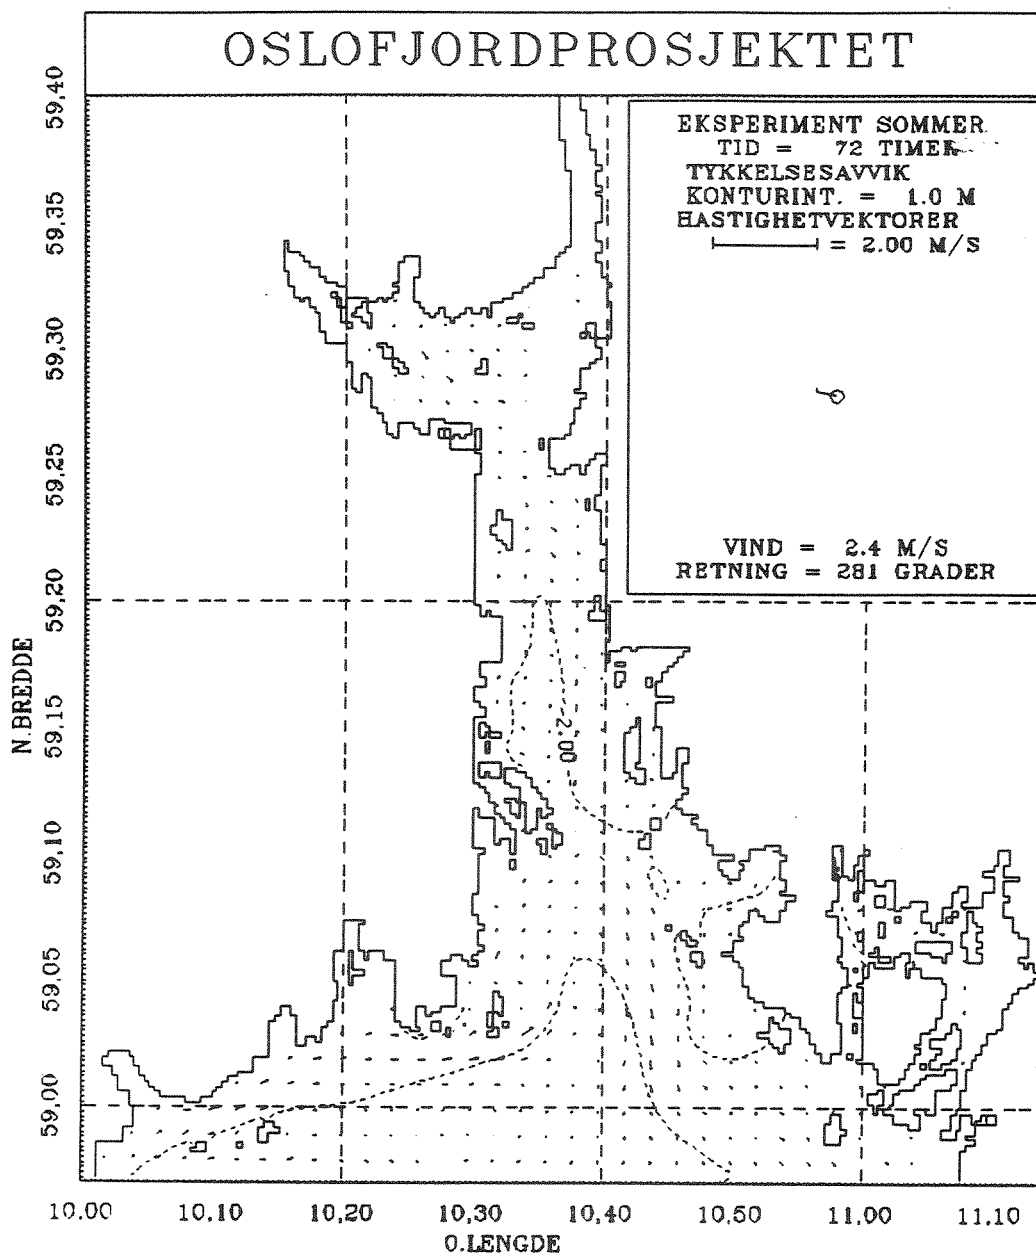 OSLOFJORDPROSJEKTET
EKSPERIMENT SOMMER
TID = 72 TIMER
TYKKELSESAVVIK
KONTURINT. = 1.0 M
HASTIGHETVEKTORER
= 2.00 M/S
VIND = 2.4 M/S
RETNING = 281 GRADER
59,40
59,35
59,30
59,25
59,20
59,15
59,10
59,05
59,00
N.BREDDE
2.00
10,00 10,10 10,20 10,30 10,40 10,50 11,00 11,10
O.LENGDE